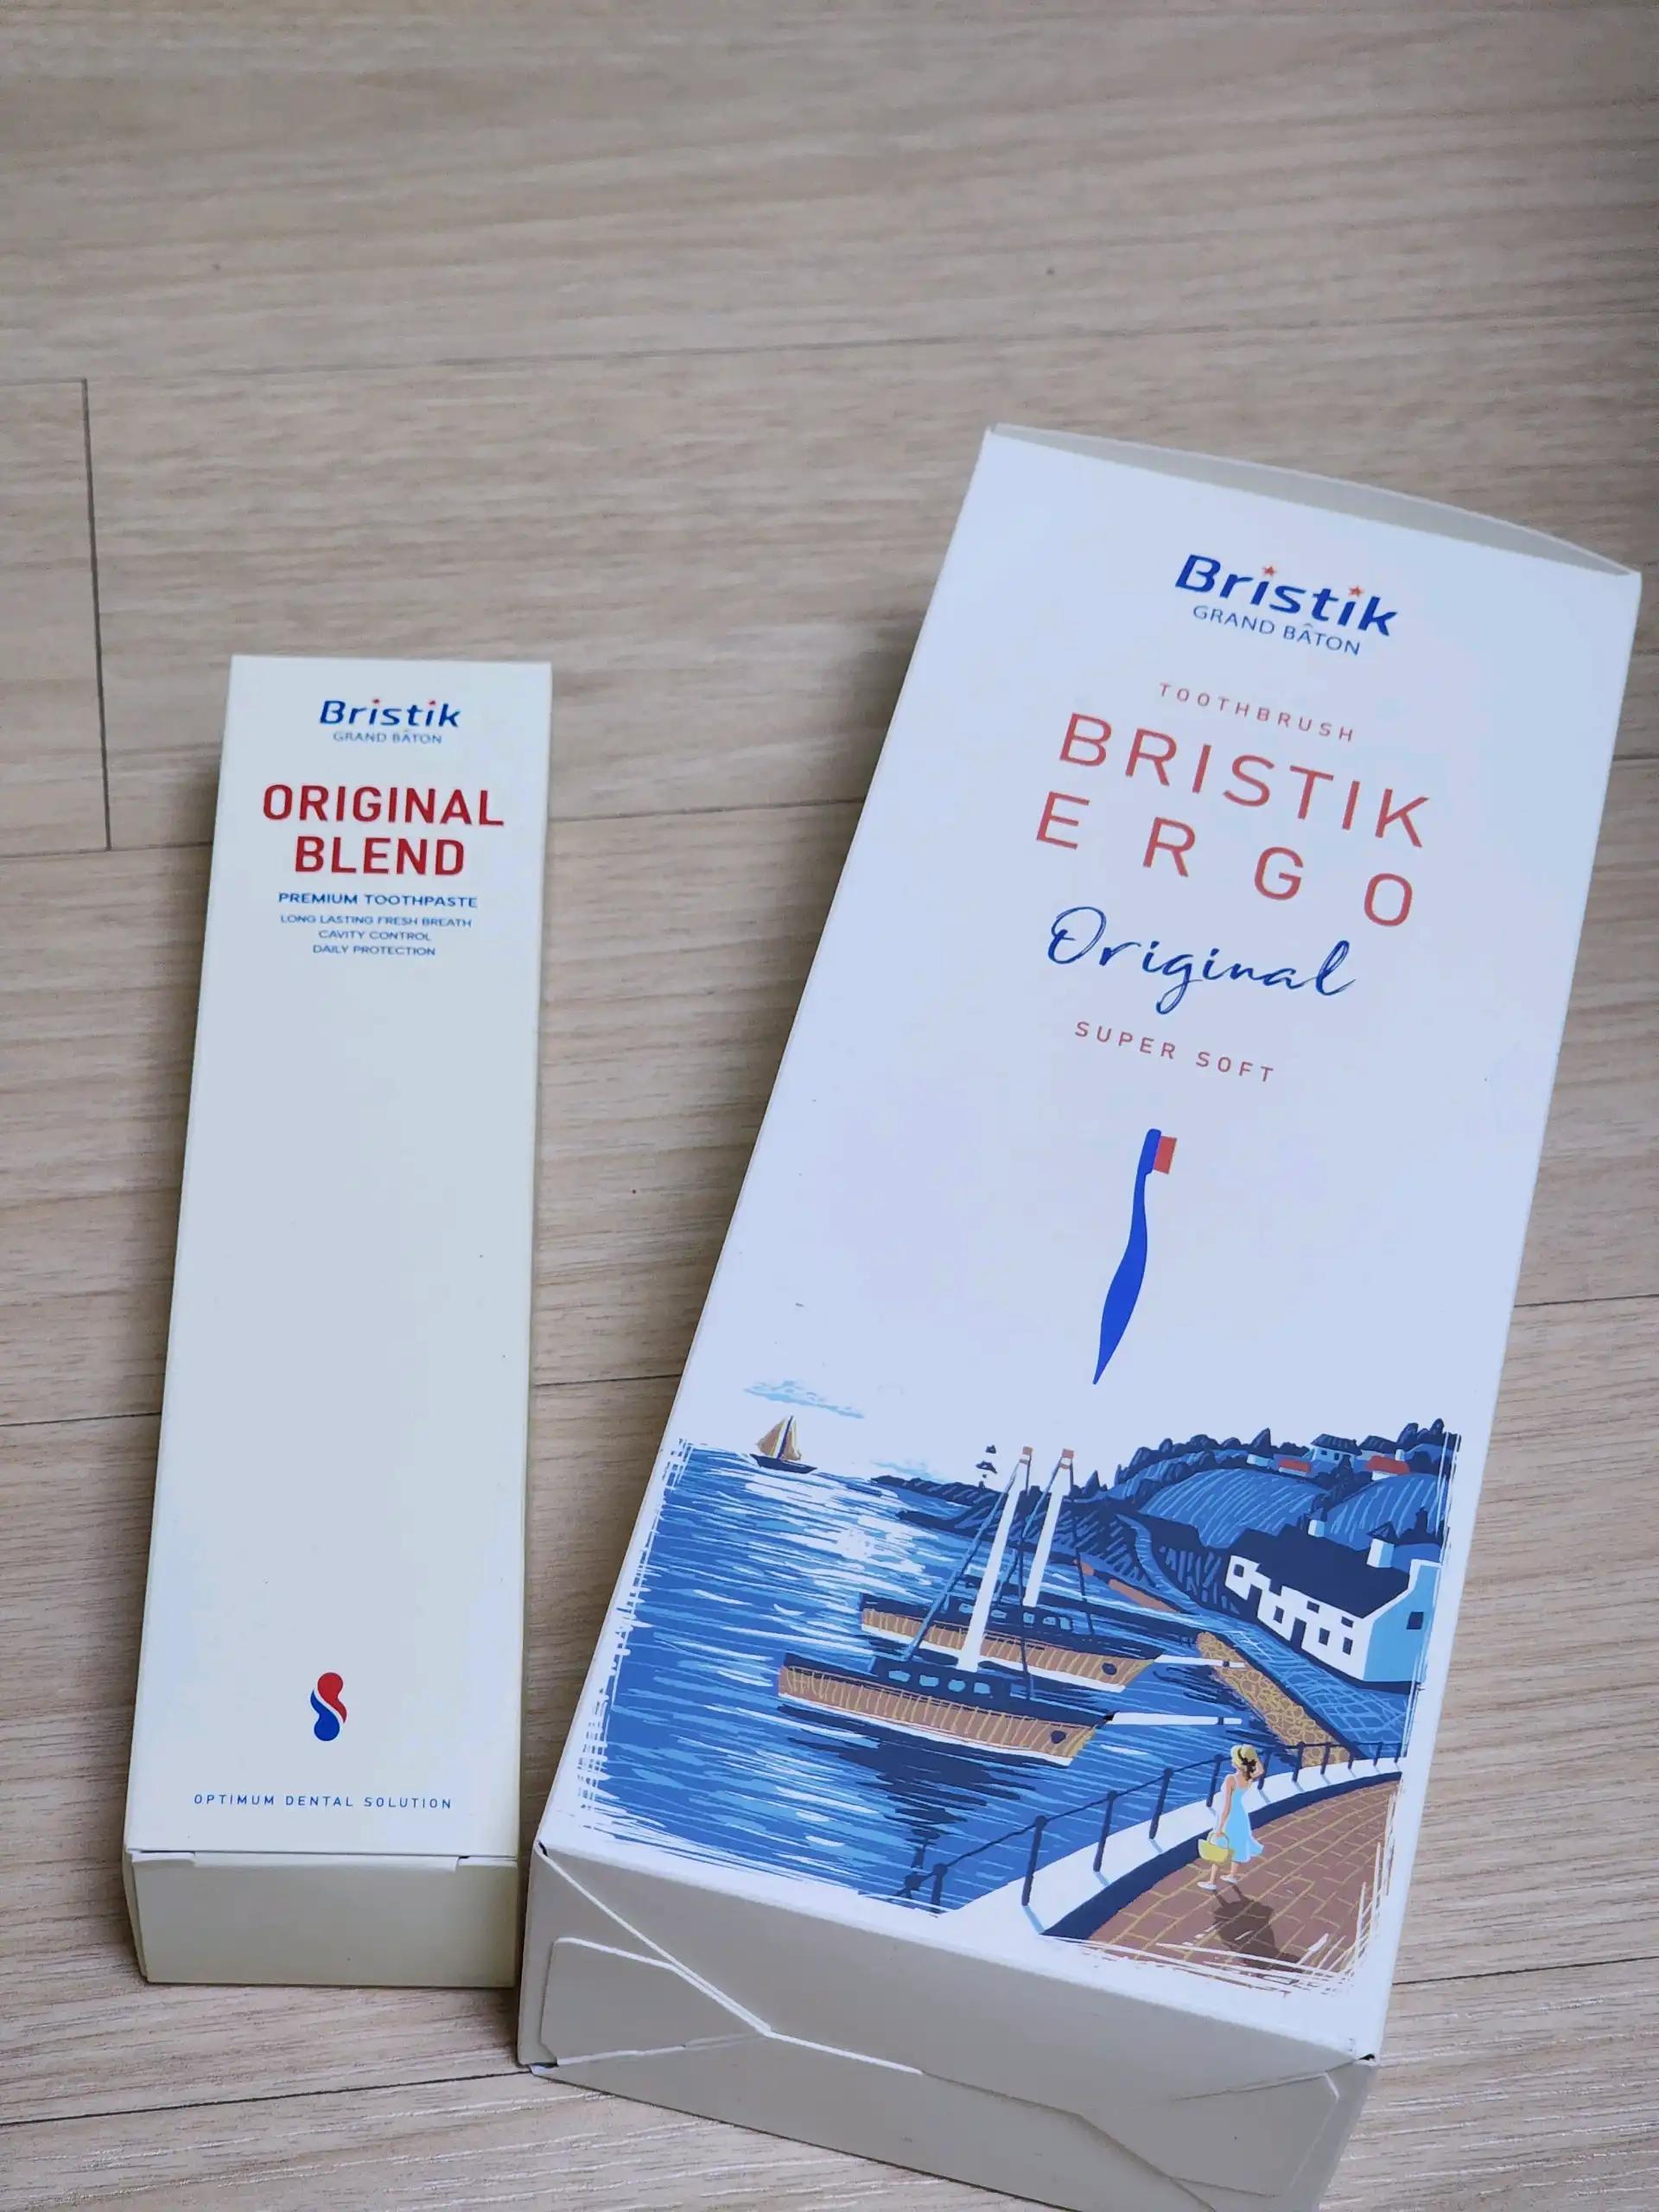 Bristik
GRAND BÂTON
ORIGINAL
BLEND
PREMIUM TOOTHPASTE
LONG LASTING FRESH BREATH
CAVITY CONTROL
DAILY PROTECTION
OPTIMUM DENTAL SOLUTION
Bristik
GRAND BÂTON
TOOTHBRUSH
BRISTIK
ERGO
Original
SUPER SOFT